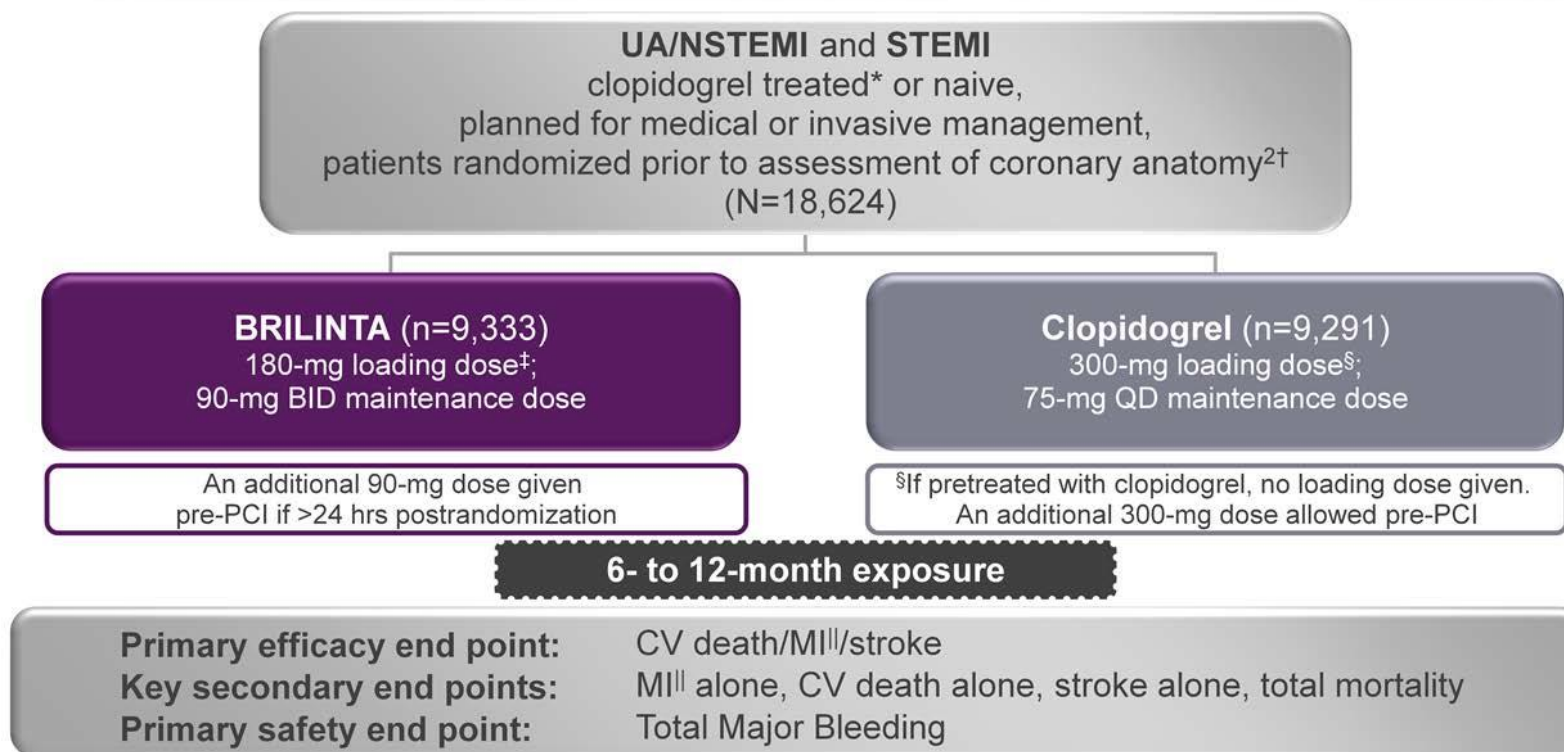 UA/NSTEMI and STEMI
clopidogrel treated* or naive,
planned for medical or invasive management,
patients randomized prior to assessment of coronary anatomy²†
(N=18,624)
BRILINTA (n=9,333)
180-mg loading dose‡;
90-mg BID maintenance dose
An additional 90-mg dose given
pre-PCI if >24 hrs postrandomization
Clopidogrel (n=9,291)
300-mg loading dose§;
75-mg QD maintenance dose
§If pretreated with clopidogrel, no loading dose given.
An additional 300-mg dose allowed pre-PCI
6- to 12-month exposure
Primary efficacy end point: CV death/MI||/stroke
Key secondary end points: MI|| alone, CV death alone, stroke alone, total mortality
Primary safety end point: Total Major Bleeding